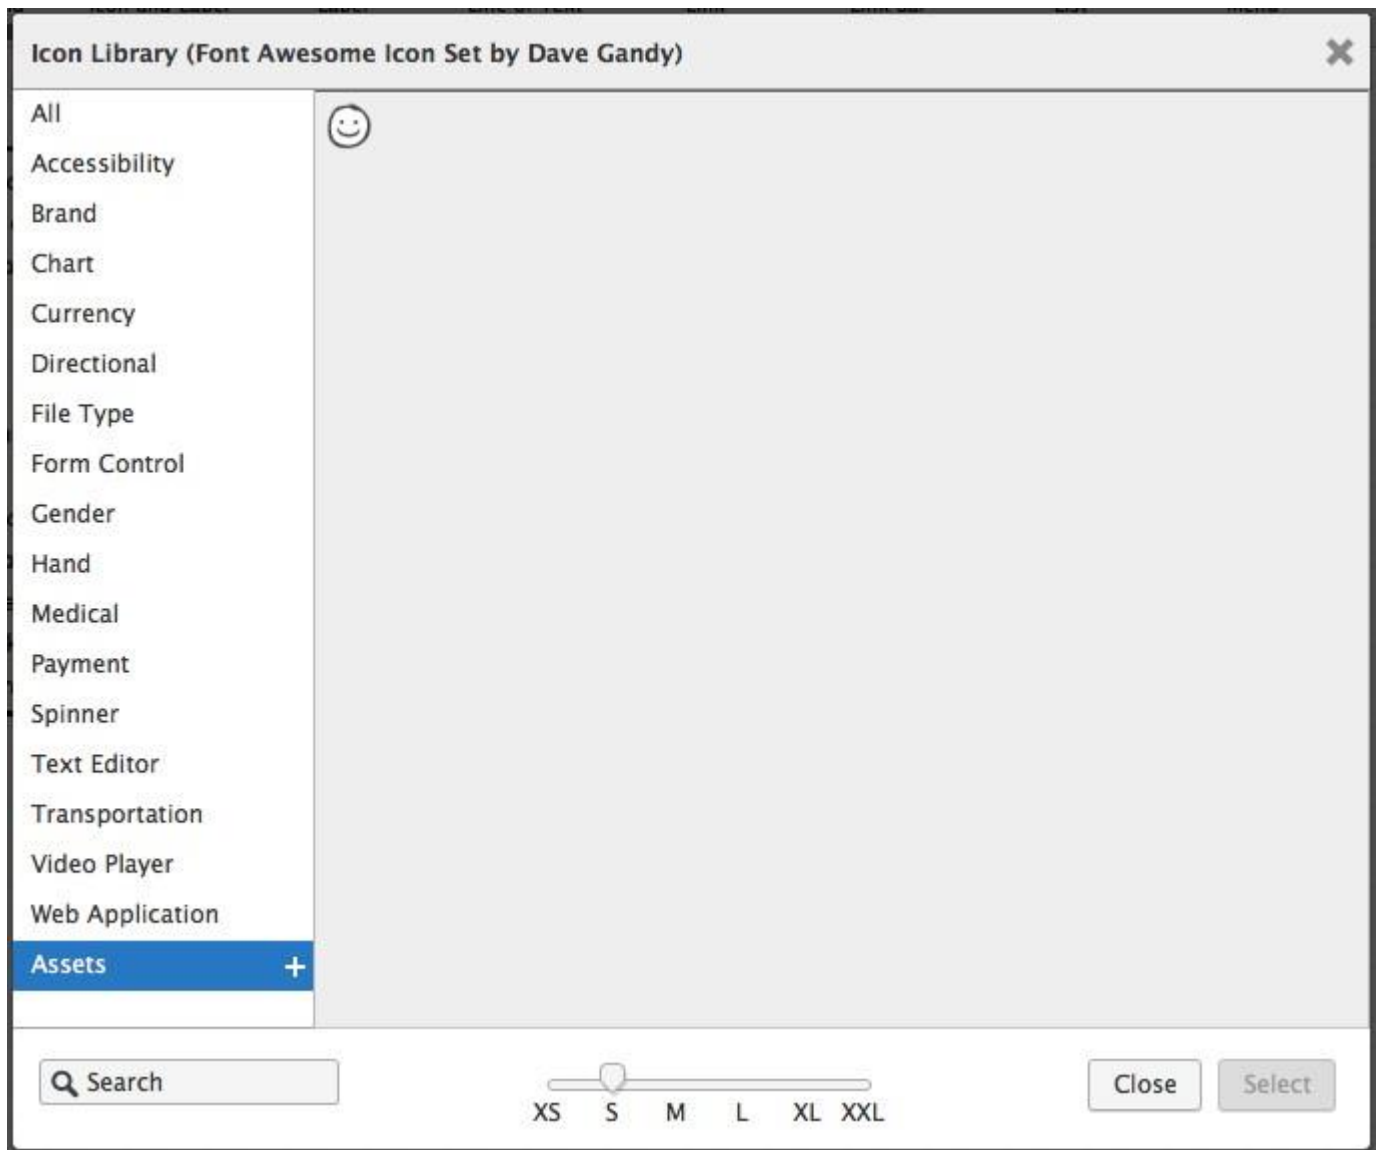 Icon Library (Font Awesome Icon Set by Dave Gandy)
All
Accessibility
Brand
Chart
Currency
Directional
File Type
Form Control
Gender
Hand
Medical
Payment
Spinner
Text Editor
Transportation
Video Player
Web Application
Assets +
Search
XS S M L XL XXL
Close Select